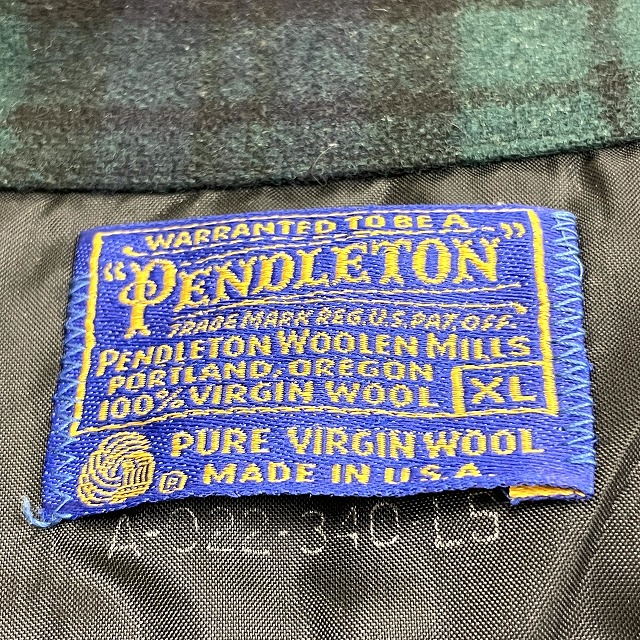 WARRANTED TO BE A
"PENDLETON"
TRADE MARK REG. U.S. PAT. OFF.
PENDLETON WOOLEN MILLS
PORTLAND, OREGON
100% VIRGIN WOOL XL
PURE VIRGIN WOOL
® MADE IN U.S.A